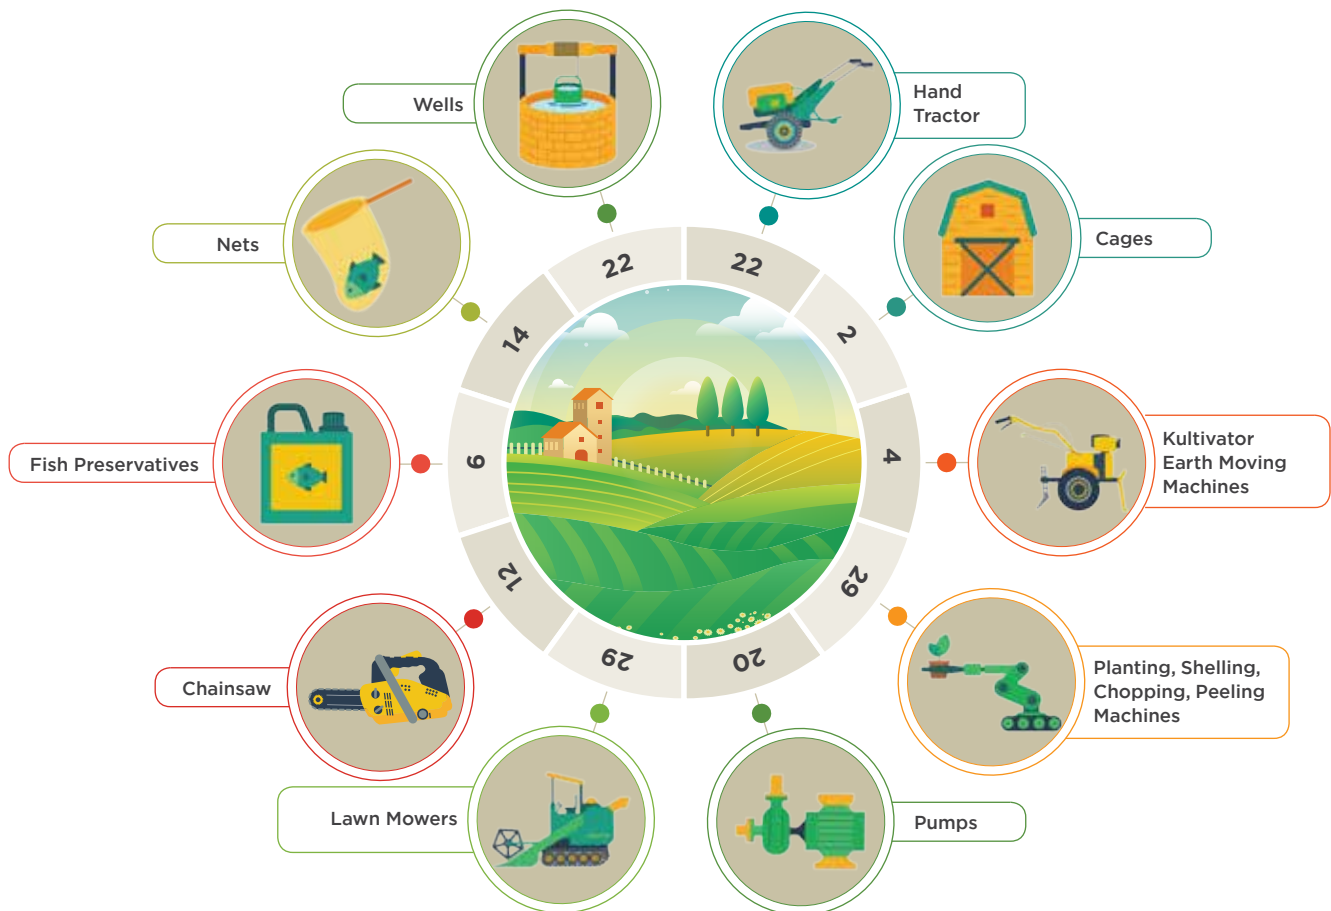 Wells
22
Hand
Tractor
22
Cages
2
Kultivator
Earth Moving
Machines
4
Planting, Shelling,
Chopping, Peeling
Machines
29
Pumps
20
Lawn Mowers
29
Chainsaw
12
Fish Preservatives
6
Nets
14